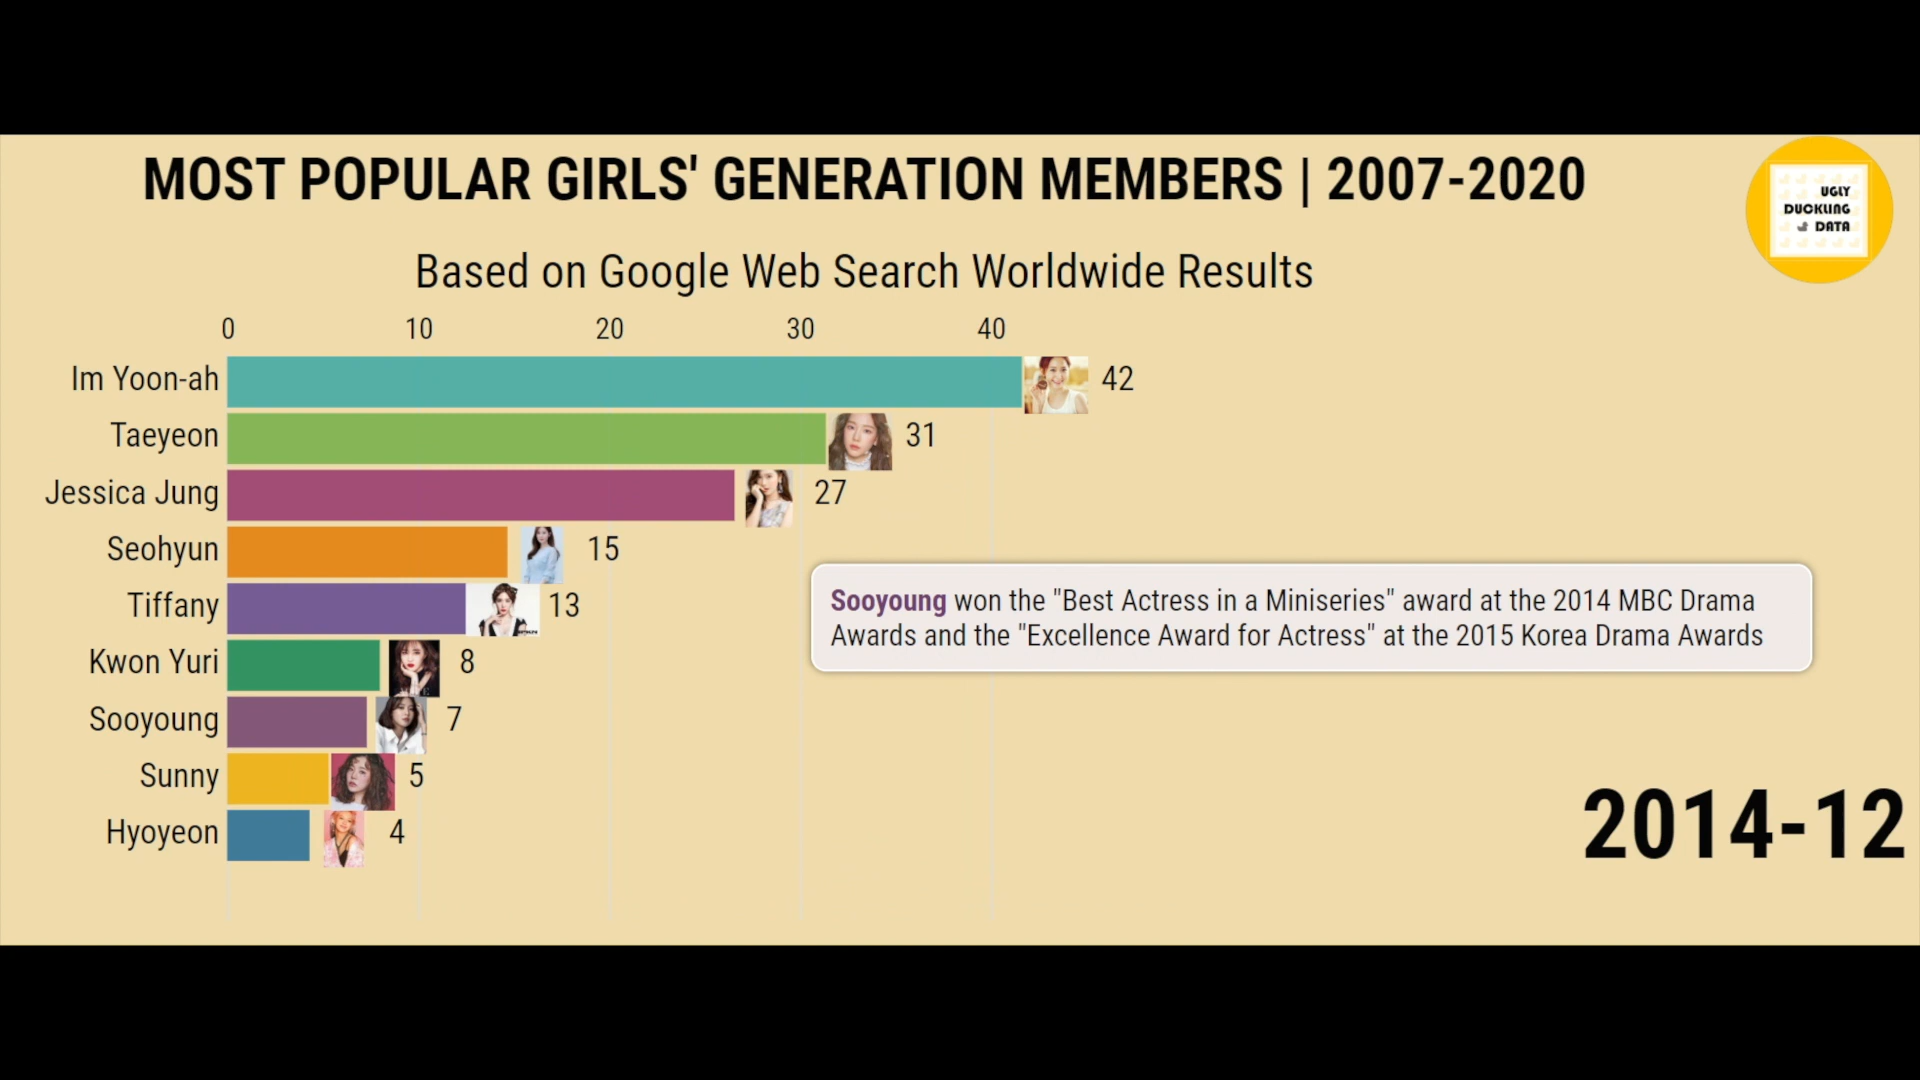 MOST POPULAR GIRLS' GENERATION MEMBERS | 2007-2020
UGLY
DUCKLING
DATA
Based on Google Web Search Worldwide Results
0 10 20 30 40
Im Yoon-ah 42
Taeyeon 31
Jessica Jung 27
Seohyun 15
Tiffany 13
Kwon Yuri 8
Sooyoung 7
Sunny 5
Hyoyeon 4
Sooyoung won the "Best Actress in a Miniseries" award at the 2014 MBC Drama
Awards and the "Excellence Award for Actress" at the 2015 Korea Drama Awards
2014-12